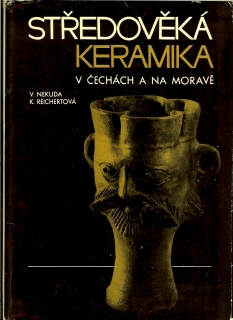 STŘEDOVĚKÁ
KERAMIKA
V ČECHÁCH A NA MORAVĚ
V. NEKUDA
K. REICHERTOVÁ